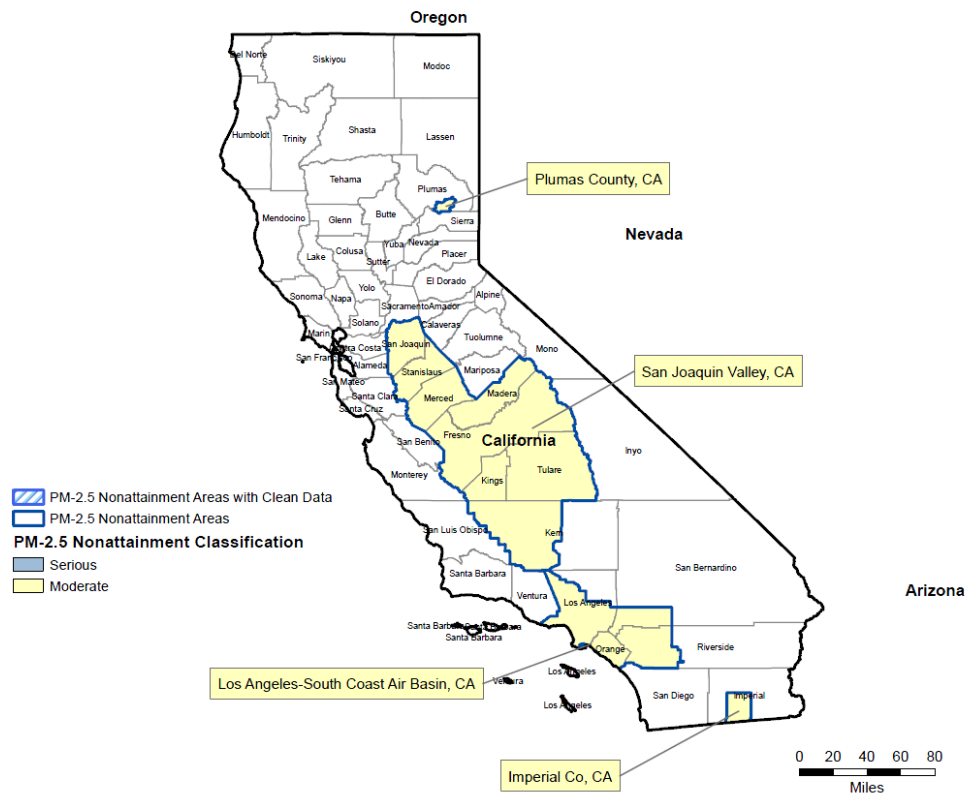 Oregon
Del Norte
Siskiyou
Modoc
Humboldt
Trinity
Shasta
Lassen
Plumas County, CA
Tehama
Plumas
Mendocino
Glenn
Butte
Sierra
Nevada
Lake
Colusa
Yuba
Nevada
Sutter
Placer
Yolo
El Dorado
Sonoma
Napa
Alpine
Sacramento
Amador
Solano
Calaveras
Marin
Contra Costa
San Joaquin
Tuolumne
Mono
San Francisco
Alameda
Stanislaus
Mariposa
San Joaquin Valley, CA
San Mateo
Santa Clara
Merced
Madera
Santa Cruz
Fresno
California
San Benito
Inyo
Monterey
Kings
Tulare
PM-2.5 Nonattainment Areas with Clean Data
PM-2.5 Nonattainment Areas
PM-2.5 Nonattainment Classification
Serious
Moderate
San Luis Obispo
Kern
Santa Barbara
San Bernardino
Arizona
Ventura
Los Angeles
Santa Barbara
Santa Barbara
Santa Barbara
Orange
Riverside
Los Angeles-South Coast Air Basin, CA
Ventura
Los Angeles
Los Angeles
San Diego
Imperial
Imperial Co, CA
0 20 40 60 80
Miles